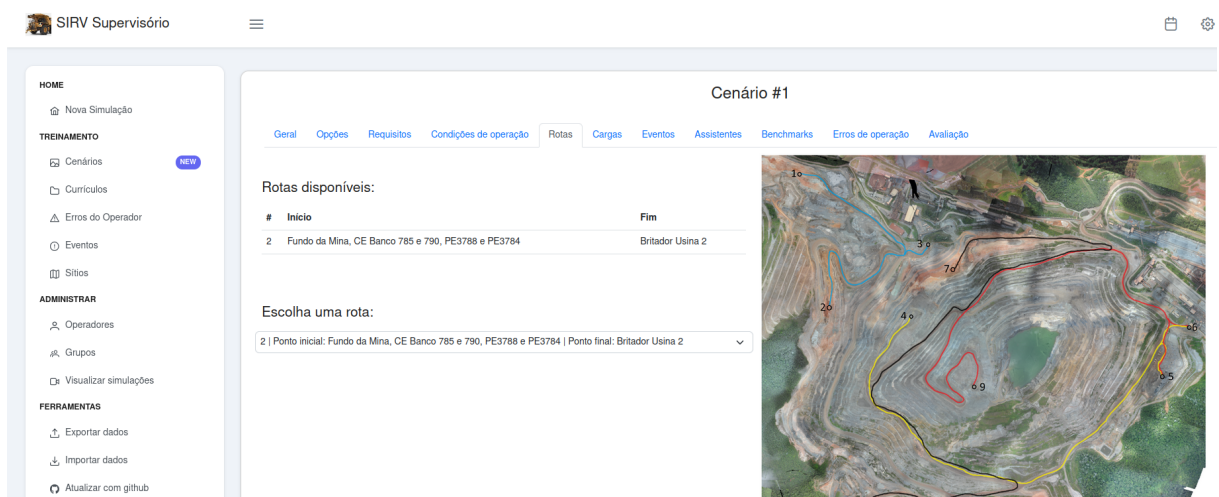 SIRV Supervisório
HOME
Nova Simulação
TREINAMENTO
Cenários NEW
Currículos
Erros do Operador
Eventos
Sítios
ADMINISTRAR
Operadores
Grupos
Visualizar simulações
FERRAMENTAS
Exportar dados
Importar dados
Atualizar com github
Cenário #1
Geral Opções Requisitos Condições de operação Rotas Cargas Eventos Assistentes Benchmarks Erros de operação Avaliação
Rotas disponíveis:
# Início Fim
2 Fundo da Mina, CE Banco 785 e 790, PE3788 e PE3784 Britador Usina 2
Escolha uma rota:
2 | Ponto inicial: Fundo da Mina, CE Banco 785 e 790, PE3788 e PE3784 | Ponto final: Britador Usina 2
1
3
7
2
4
6
5
9